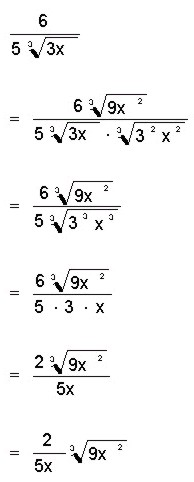 6 / (5 ∛(3x))
= (6 ∛(9x²)) / (5 ∛(3x) · ∛(3²x²))
= (6 ∛(9x²)) / (5 ∛(3³x³))
= (6 ∛(9x²)) / (5 · 3 · x)
= (2 ∛(9x²)) / (5x)
= (2 / 5x) ∛(9x²)